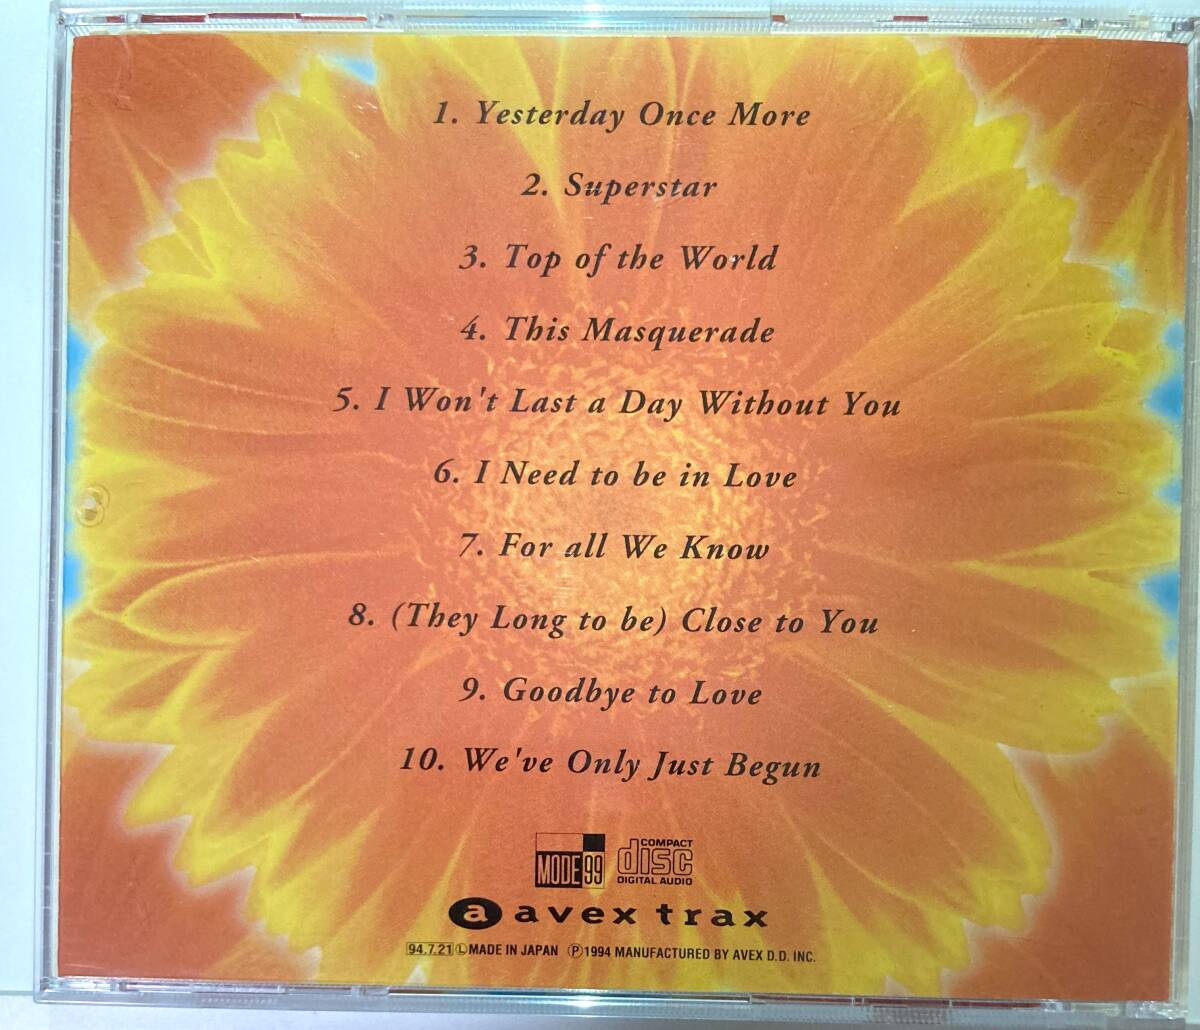 1. Yesterday Once More
2. Superstar
3. Top of the World
4. This Masquerade
5. I Won't Last a Day Without You
6. I Need to be in Love
7. For all We Know
8. (They Long to be) Close to You
9. Goodbye to Love
10. We've Only Just Begun
MODE 99
COMPACT
disc
DIGITAL AUDIO
a avex trax
94.7.21 Ⓛ MADE IN JAPAN Ⓟ1994 MANUFACTURED BY AVEX D.D. INC.